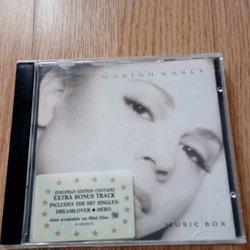 MARIAH CAREY
EUROPEAN EDITION CONTAINS
EXTRA BONUS TRACK
INCLUDES THE HIT SINGLES:
DREAMLOVER ★ HERO
Also available on Mini Disc
MUSIC BOX